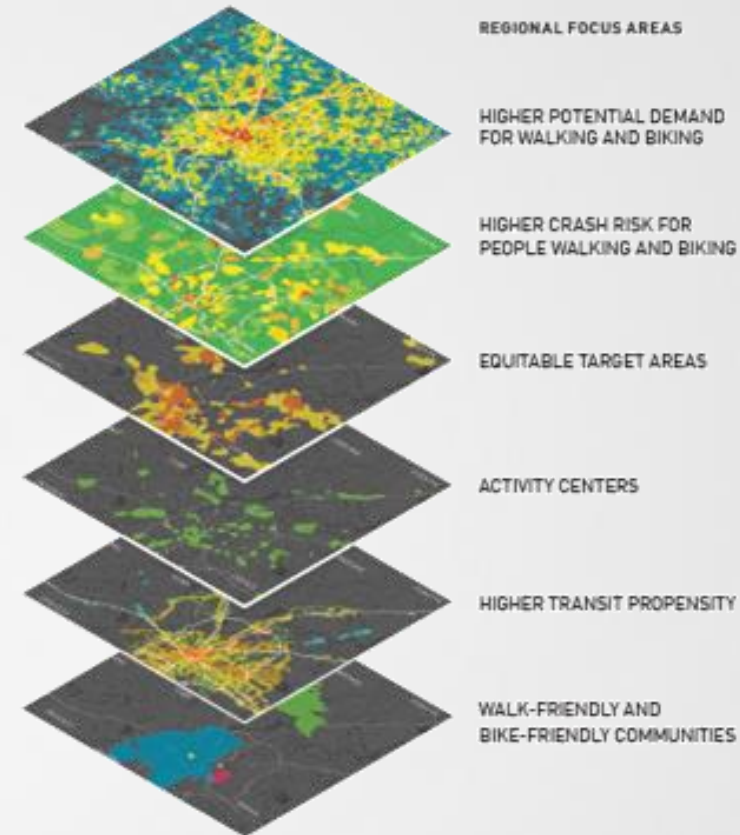 REGIONAL FOCUS AREAS
HIGHER POTENTIAL DEMAND
FOR WALKING AND BIKING
HIGHER CRASH RISK FOR
PEOPLE WALKING AND BIKING
EQUITABLE TARGET AREAS
ACTIVITY CENTERS
HIGHER TRANSIT PROPENSITY
WALK-FRIENDLY AND
BIKE-FRIENDLY COMMUNITIES